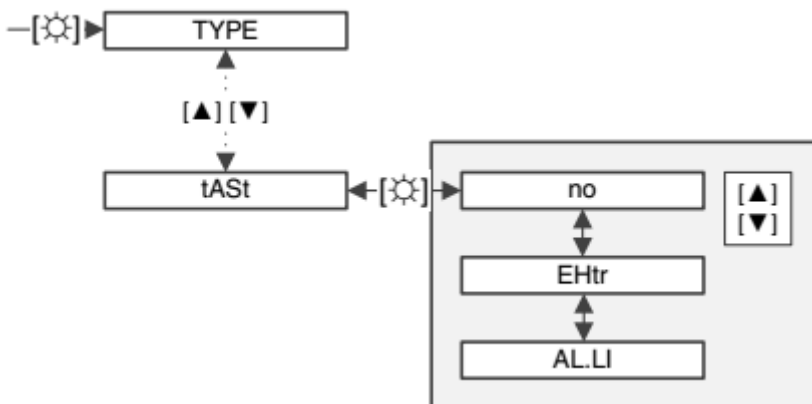 [☼] TYPE
[▲] [▼]
tASt [☼] no [▲]
[▼]
EHtr
AL.LI